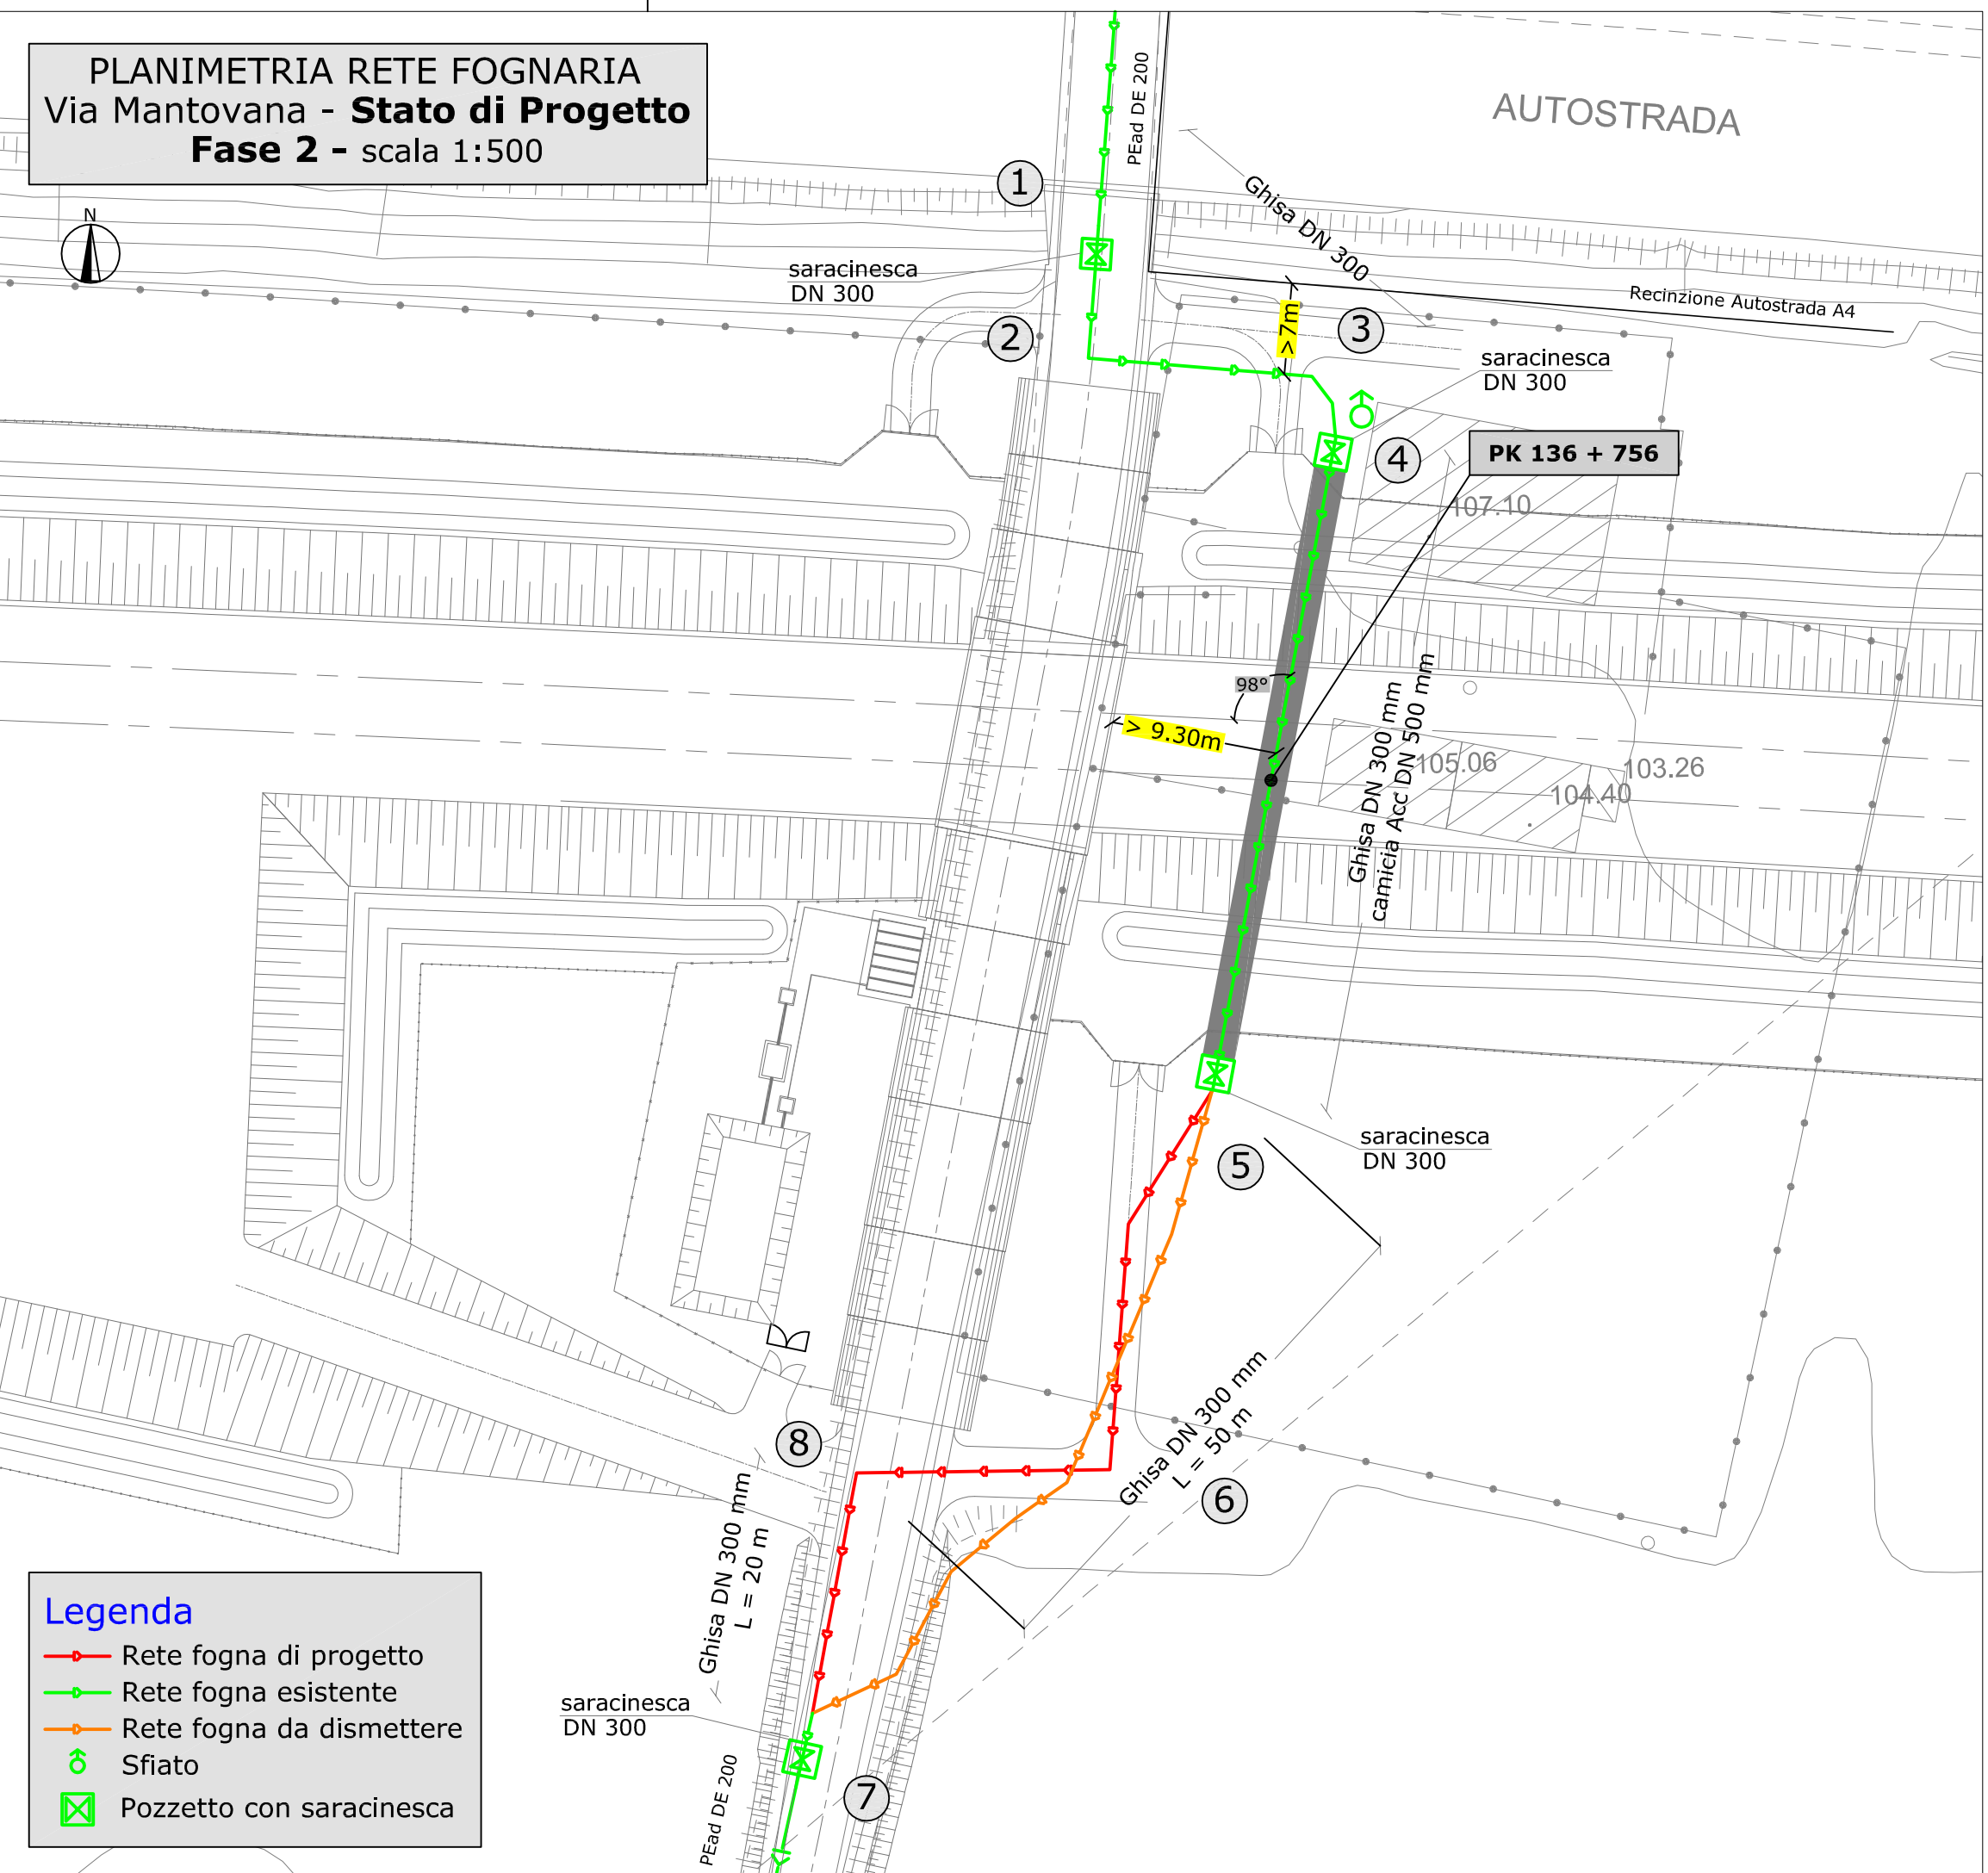 PLANIMETRIA RETE FOGNARIA
Via Mantovana - Stato di Progetto
Fase 2 - scala 1:500
N
PEad DE 200
AUTOSTRADA
1
Ghisa DN 300
saracinesca
DN 300
Recinzione Autostrada A4
2
>7m
3
saracinesca
DN 300
4
PK 136 + 756
107.10
98°
> 9.30m
Ghisa DN 300 mm
camicia Acc DN 500 mm
105.06
103.26
104.40
saracinesca
DN 300
5
Ghisa DN 300 mm
L = 50 m
6
8
Ghisa DN 300 mm
L = 20 m
saracinesca
DN 300
7
PEad DE 200
Legenda
Rete fogna di progetto
Rete fogna esistente
Rete fogna da dismettere
Sfiato
Pozzetto con saracinesca